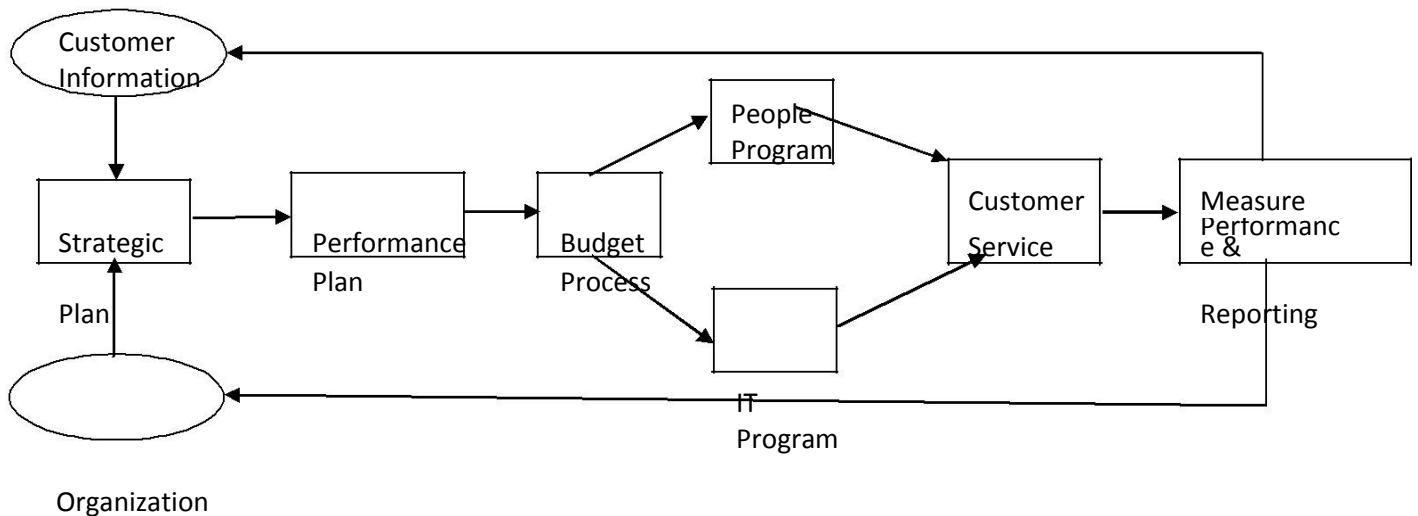 Customer
Information
People
Program
Strategic
Plan
Performance
Plan
Budget
Process
Customer
Service
Measure
Performanc
e &
Reporting
IT
Program
Organization